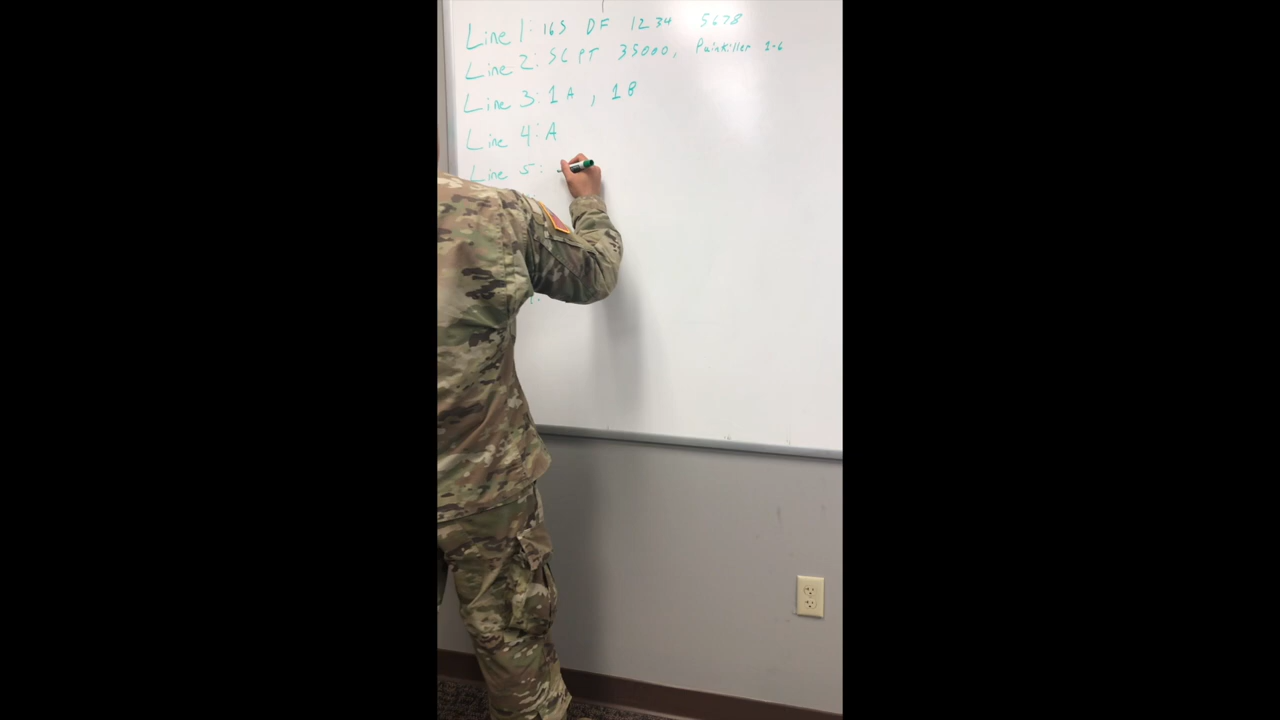 Line 1: 16S DF 1234 5678
Line 2: SCPT 35000, Painkiller 1-6
Line 3: 1A, 1B
Line 4: A
Line 5: